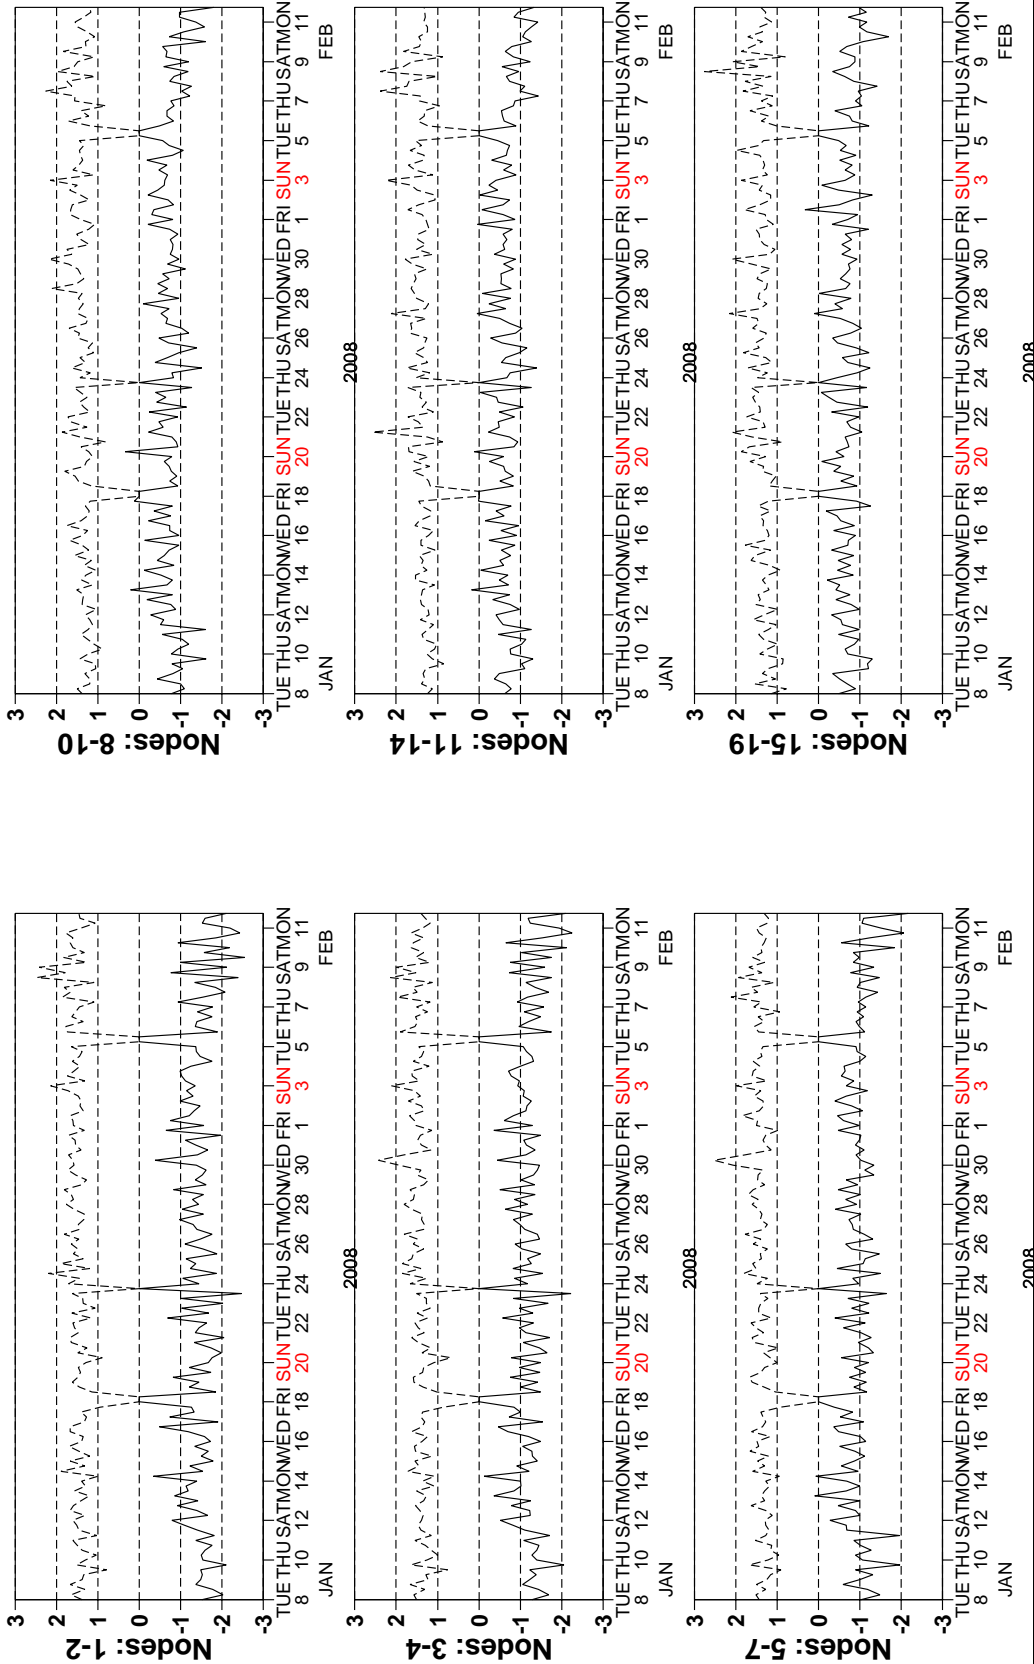 Nodes: 1-2
3
2
1
0
-1
-2
-3
TUE THU SAT MON WED FRI SUN TUE THU SAT MON WED FRI SUN TUE THU SAT MON
8 10 12 14 16 18 20 22 24 26 28 30 1 3 5 7 9 11
JAN FEB
2008
Nodes: 8-10
3
2
1
0
-1
-2
-3
TUE THU SAT MON WED FRI SUN TUE THU SAT MON WED FRI SUN TUE THU SAT MON
8 10 12 14 16 18 20 22 24 26 28 30 1 3 5 7 9 11
JAN FEB
2008
Nodes: 3-4
3
2
1
0
-1
-2
-3
TUE THU SAT MON WED FRI SUN TUE THU SAT MON WED FRI SUN TUE THU SAT MON
8 10 12 14 16 18 20 22 24 26 28 30 1 3 5 7 9 11
JAN FEB
2008
Nodes: 11-14
3
2
1
0
-1
-2
-3
TUE THU SAT MON WED FRI SUN TUE THU SAT MON WED FRI SUN TUE THU SAT MON
8 10 12 14 16 18 20 22 24 26 28 30 1 3 5 7 9 11
JAN FEB
2008
Nodes: 5-7
3
2
1
0
-1
-2
-3
TUE THU SAT MON WED FRI SUN TUE THU SAT MON WED FRI SUN TUE THU SAT MON
8 10 12 14 16 18 20 22 24 26 28 30 1 3 5 7 9 11
JAN FEB
2008
Nodes: 15-19
3
2
1
0
-1
-2
-3
TUE THU SAT MON WED FRI SUN TUE THU SAT MON WED FRI SUN TUE THU SAT MON
8 10 12 14 16 18 20 22 24 26 28 30 1 3 5 7 9 11
JAN FEB
2008